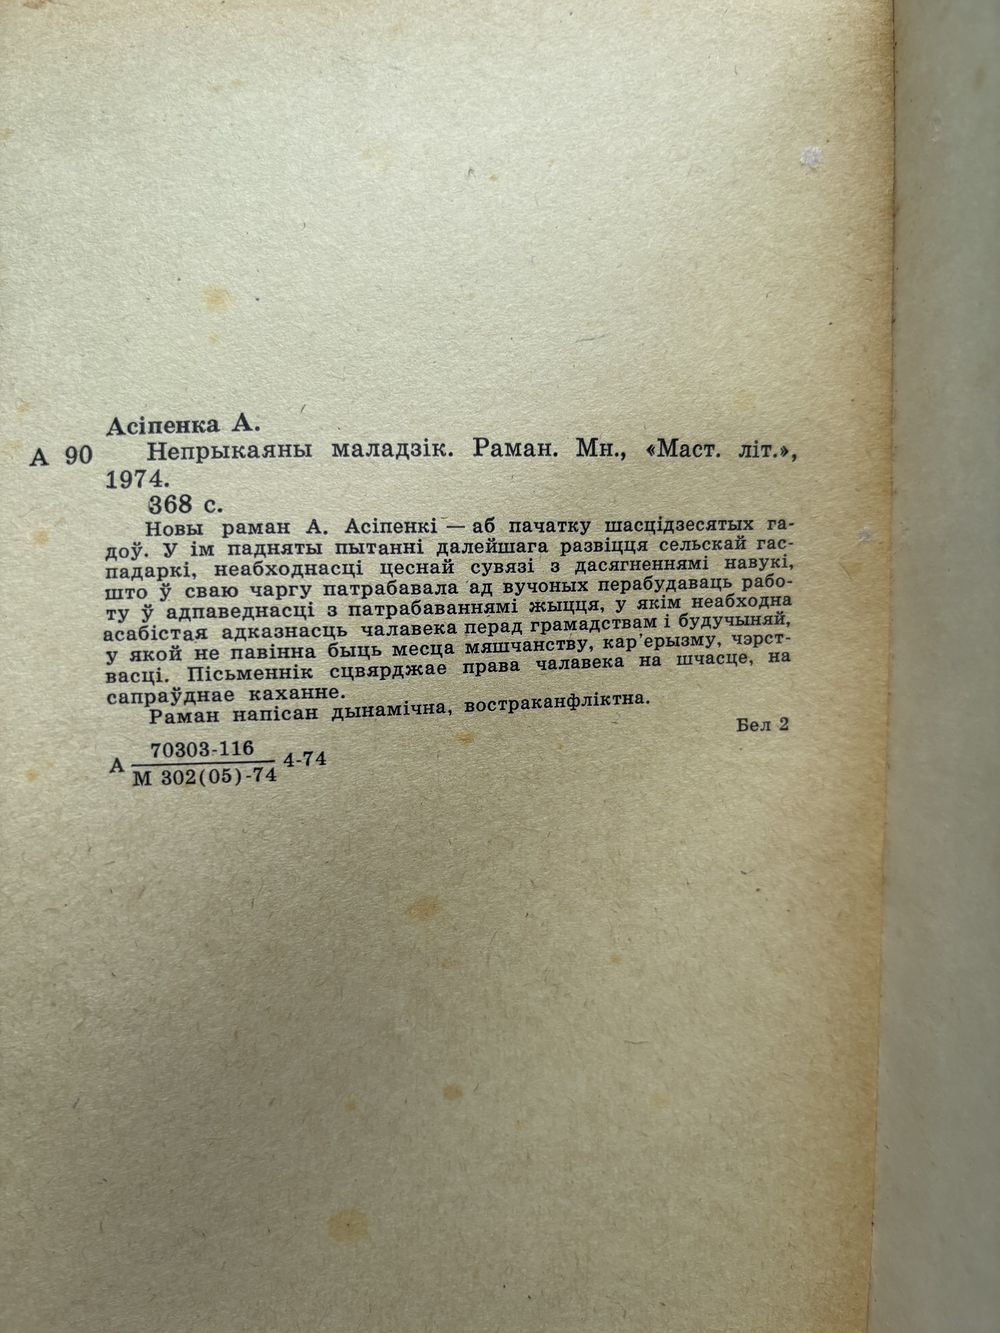 Асіпенка А.
А 90 Непрыкаяны маладзік. Раман. Мн., «Маст. літ.»,
1974.
368 с.
Новы раман А. Асіпенкі — аб пачатку шасцідзесятых га-
доў. У ім падняты пытанні далейшага развіцця сельскай гас-
падаркі, неабходнасці цеснай сувязі з дасягненнямі навукі,
што ў сваю чаргу патрабавала ад вучоных перабудаваць рабо-
ту ў адпаведнасці з патрабаваннямі жыцця, у якім неабходна
асабістая адказнасць чалавека перад грамадствам і будучыняй,
у якой не павінна быць месца мяшчанству, кар'ерызму, чэрст-
васці. Пісьменнік сцвярджае права чалавека на шчасце, на
сапраўднае каханне.
Раман напісан дынамічна, востраканфліктна.
Бел 2
А 70303-116 4-74
М 302(05)-74